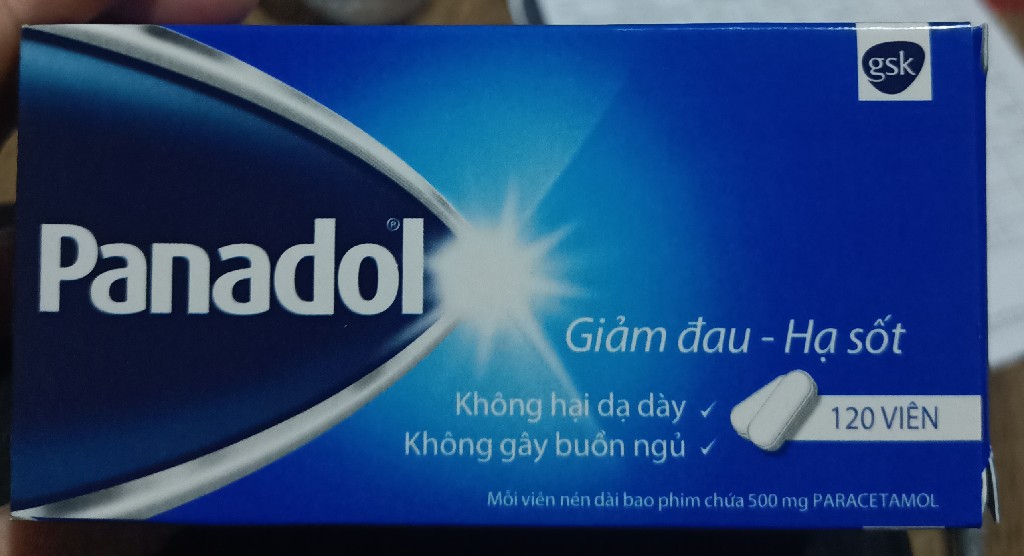 gsk
Panadol®
Giảm đau - Hạ sốt
Không hại dạ dày ✓
Không gây buồn ngủ ✓
120 VIÊN
Mỗi viên nén dài bao phim chứa 500 mg PARACETAMOL